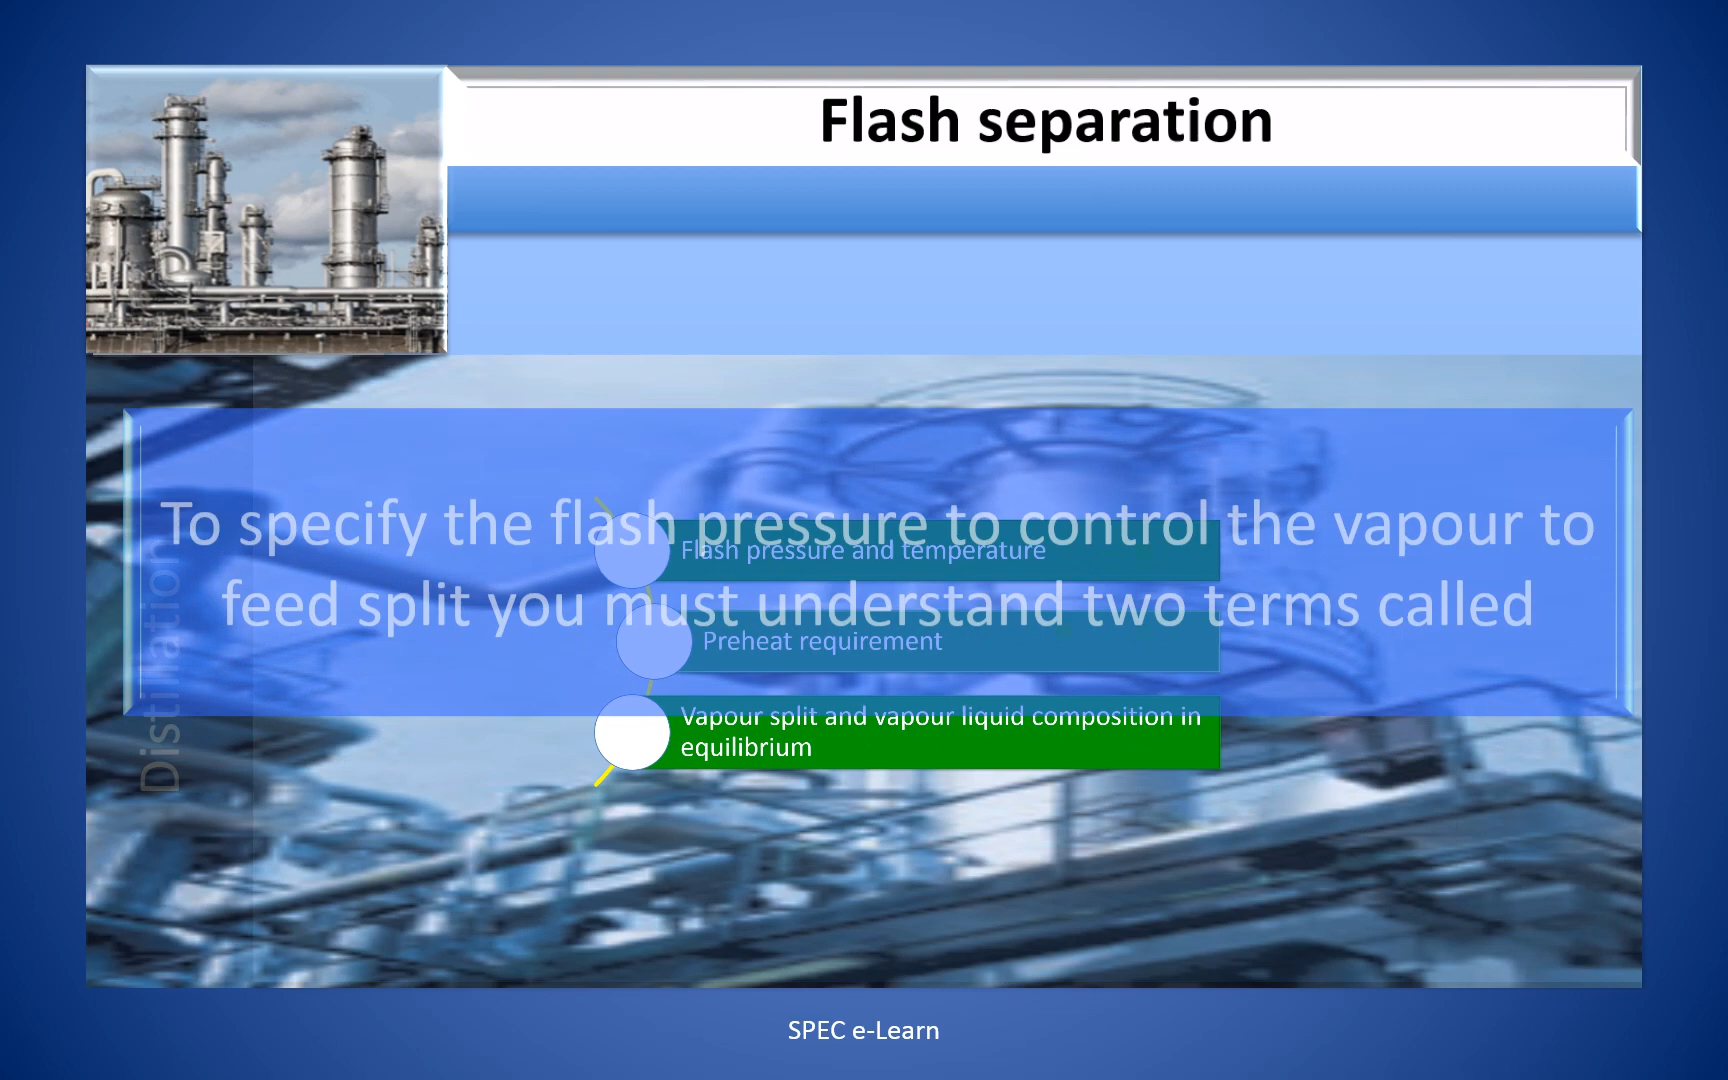 Flash separation
To specify the flash pressure to control the vapour to
feed split you must understand two terms called
Flash pressure and temperature
Preheat requirement
Vapour split and vapour liquid composition in
equilibrium
Distillation
SPEC e-Learn